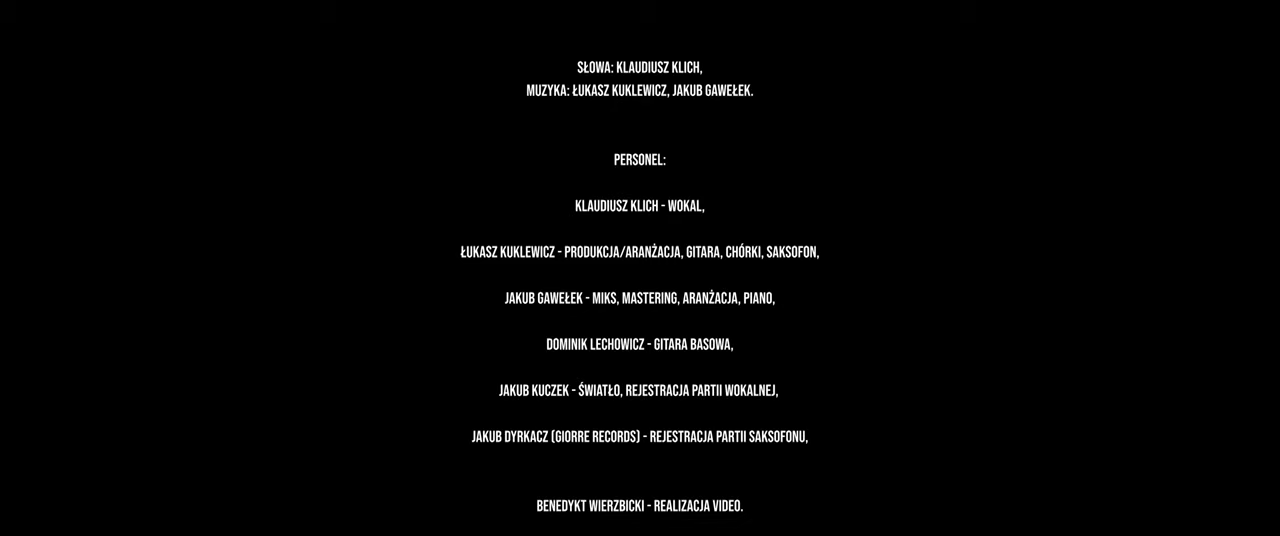 SŁOWA: KLAUDIUSZ KLICH,
MUZYKA: ŁUKASZ KUKLEWICZ, JAKUB GAWEŁEK.
PERSONEL:
KLAUDIUSZ KLICH - WOKAL,
ŁUKASZ KUKLEWICZ - PRODUKCJA/ARANŻACJA, GITARA, CHÓRKI, SAKSOFON,
JAKUB GAWEŁEK - MIKS, MASTERING, ARANŻACJA, PIANO,
DOMINIK LECHOWICZ - GITARA BASOWA,
JAKUB KUCZEK - ŚWIATŁO, REJESTRACJA PARTII WOKALNEJ,
JAKUB DYRKACZ (GIORRE RECORDS) - REJESTRACJA PARTII SAKSOFONU,
BENEDYKT WIERZBICKI - REALIZACJA VIDEO.